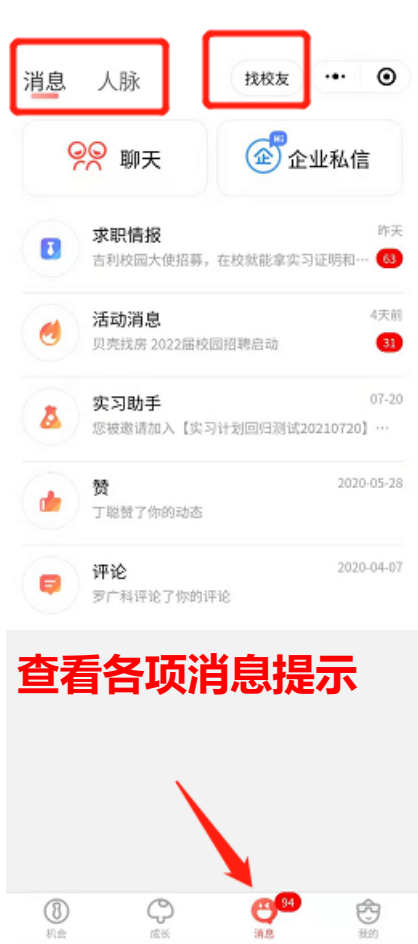 消息 人脉 找校友
聊天 企业私信
Hi
企
求职情报 昨天
吉利校园大使招募，在校就能拿实习证明和… 63
活动消息 4天前
贝壳找房 2022届校园招聘启动 31
实习助手 07-20
您被邀请加入【实习计划回归测试20210720】…
赞 2020-05-28
丁聪赞了你的动态
评论 2020-04-07
罗广科评论了你的评论
查看各项消息提示
94
机会 成长 消息 我的